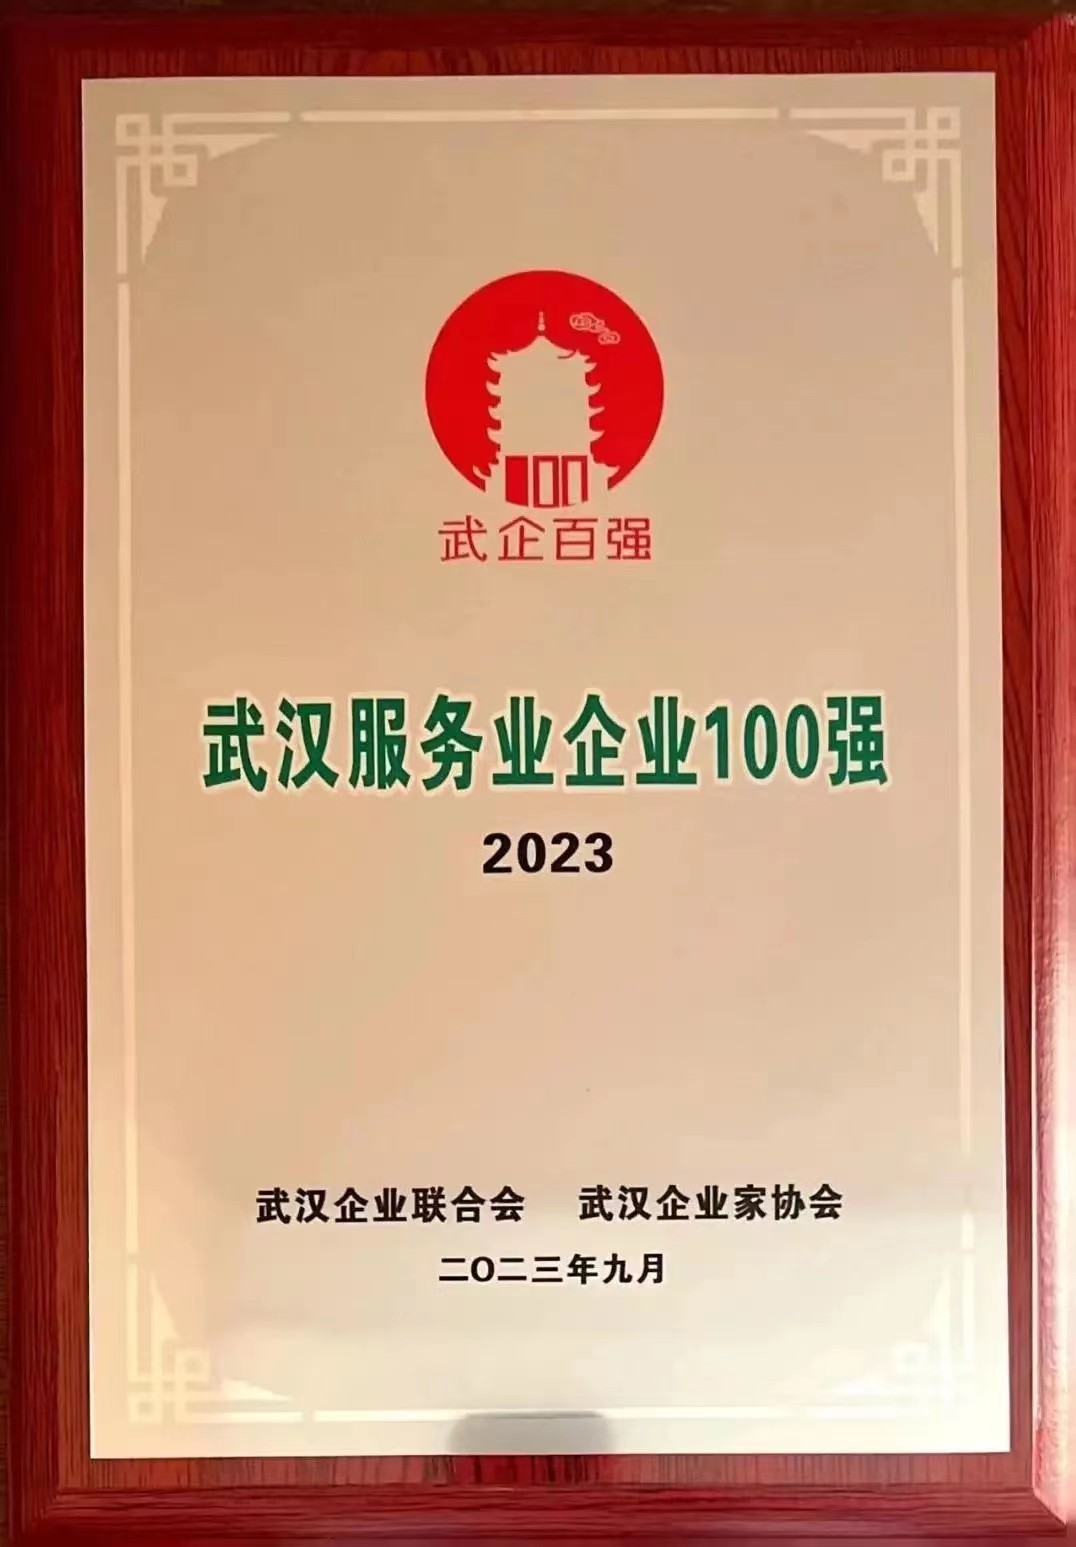 100
武企百强
武汉服务业企业100强
2023
武汉企业联合会 武汉企业家协会
二〇二三年九月